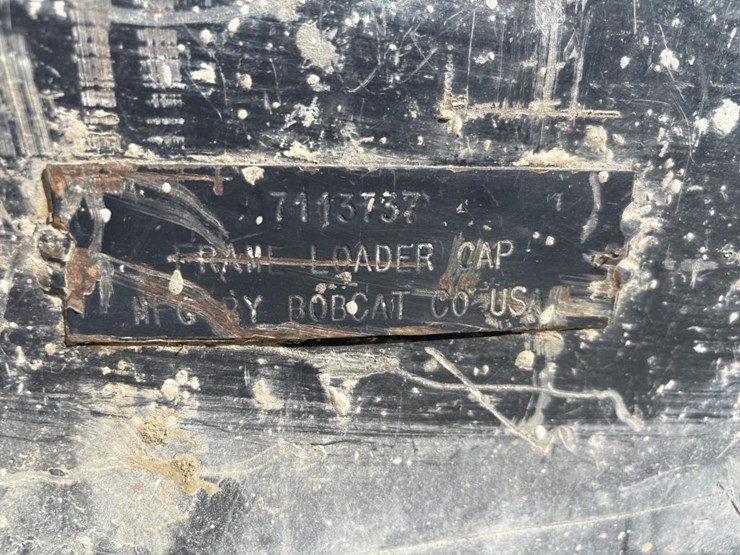 7113737
FRAME LOADER CAP
MFG BY BOBCAT CO USA